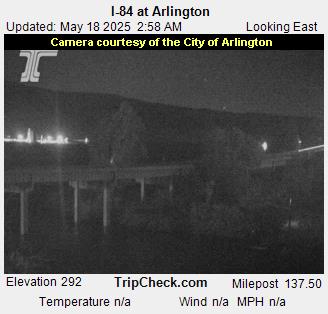 I-84 at Arlington
Updated: May 18 2025 2:58 AM Looking East
Camera courtesy of the City of Arlington
Elevation 292 TripCheck.com Milepost 137.50
Temperature n/a Wind n/a MPH n/a